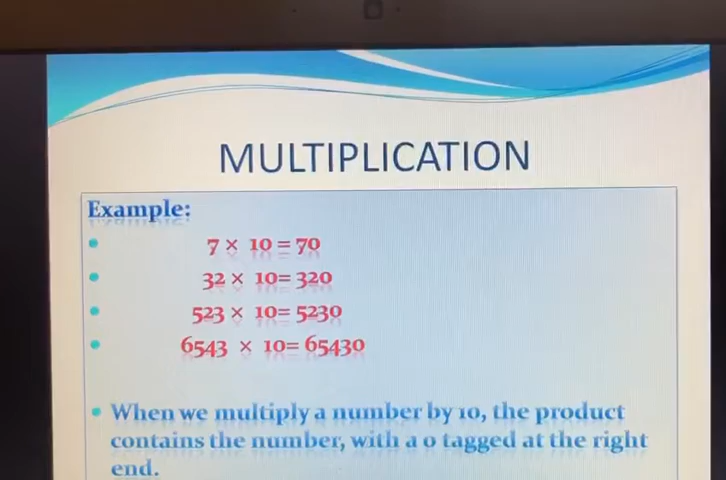 MULTIPLICATION
Example:
• 7 × 10 = 70
• 32 × 10= 320
• 523 × 10= 5230
• 6543 × 10= 65430
• When we multiply a number by 10, the product
contains the number, with a 0 tagged at the right
end.